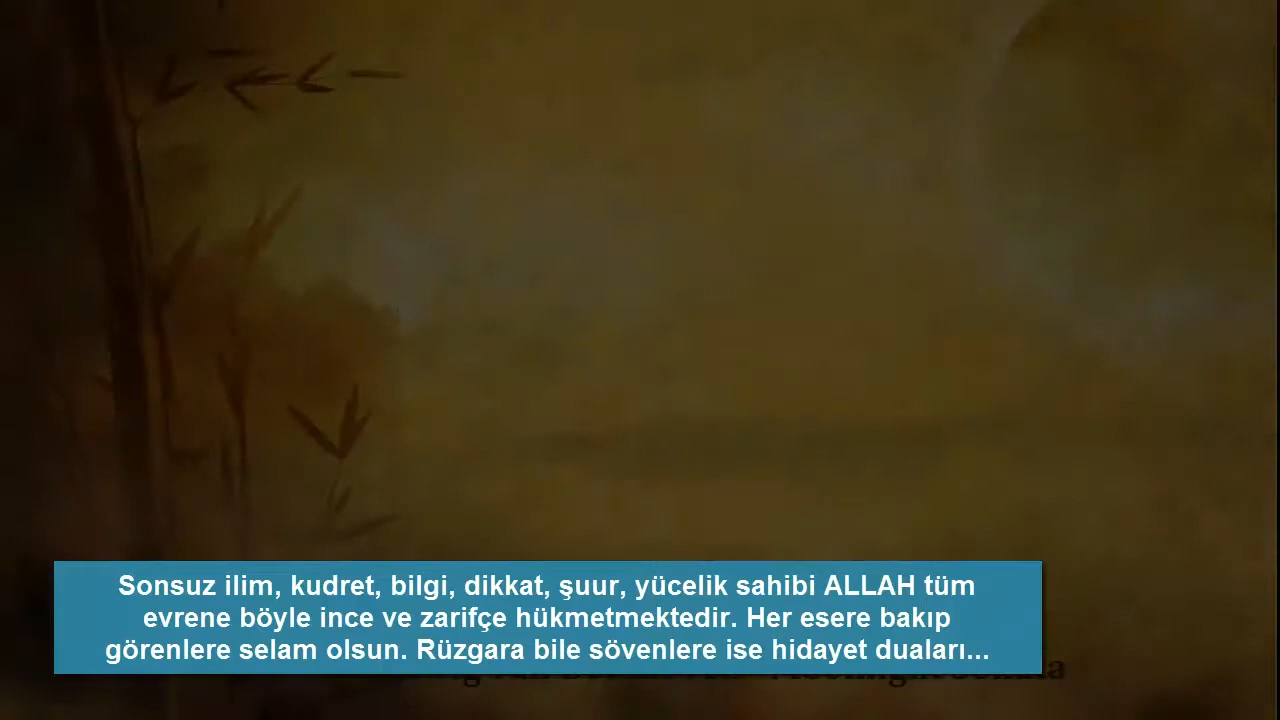 Sonsuz ilim, kudret, bilgi, dikkat, şuur, yücelik sahibi ALLAH tüm
evrene böyle ince ve zarifçe hükmetmektedir. Her esere bakıp
görenlere selam olsun. Rüzgara bile sövenlere ise hidayet duaları...